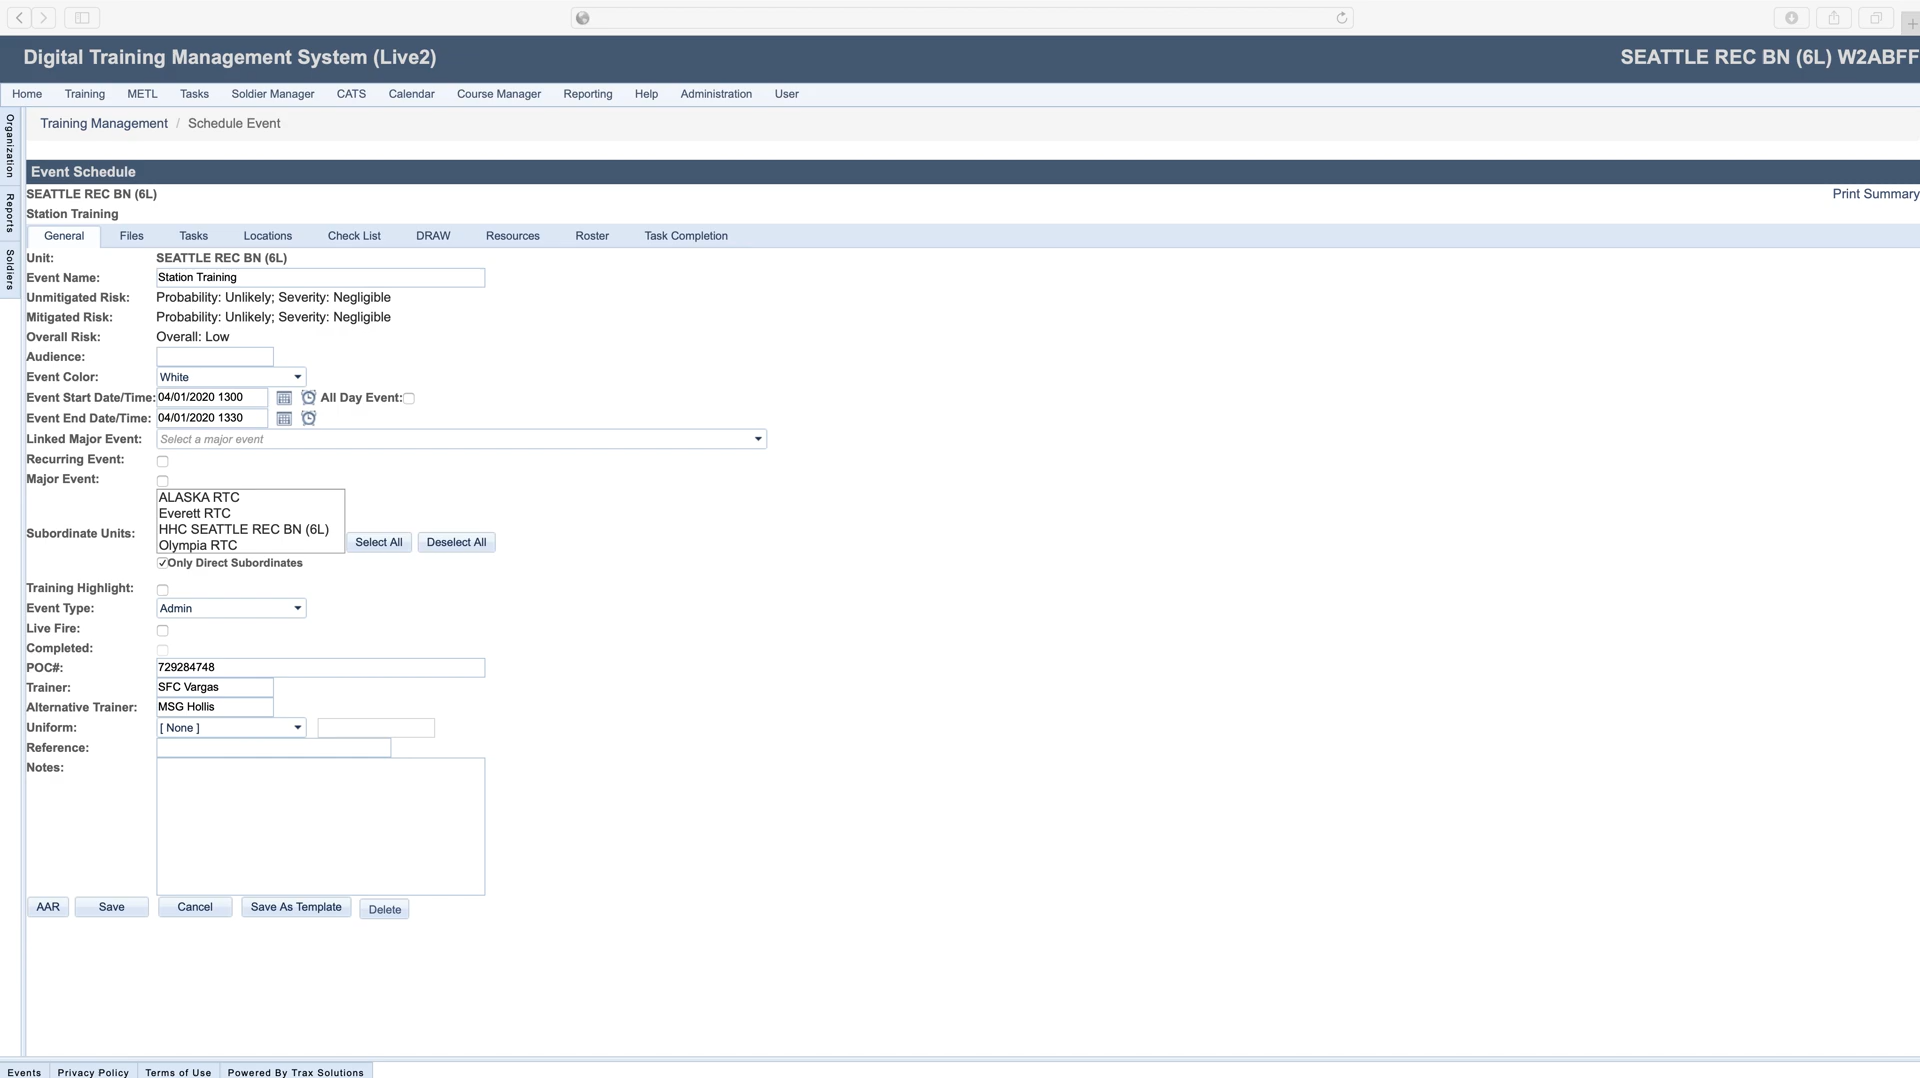 Digital Training Management System (Live2)
SEATTLE REC BN (6L) W2ABFF
Home Training METL Tasks Soldier Manager CATS Calendar Course Manager Reporting Help Administration User
Organization
Reports
Soldiers
Training Management / Schedule Event
Event Schedule
SEATTLE REC BN (6L)
Print Summary
Station Training
General Files Tasks Locations Check List DRAW Resources Roster Task Completion
Unit: SEATTLE REC BN (6L)
Event Name: Station Training
Unmitigated Risk: Probability: Unlikely; Severity: Negligible
Mitigated Risk: Probability: Unlikely; Severity: Negligible
Overall Risk: Overall: Low
Audience:
Event Color: White
Event Start Date/Time: 04/01/2020 1300 All Day Event:
Event End Date/Time: 04/01/2020 1330
Linked Major Event: Select a major event
Recurring Event:
Major Event:
ALASKA RTC
Everett RTC
HHC SEATTLE REC BN (6L)
Olympia RTC
Subordinate Units: Select All Deselect All
Only Direct Subordinates
Training Highlight:
Event Type: Admin
Live Fire:
Completed:
POC#: 729284748
Trainer: SFC Vargas
Alternative Trainer: MSG Hollis
Uniform: [ None ]
Reference:
Notes:
AAR Save Cancel Save As Template Delete
Events Privacy Policy Terms of Use Powered By Trax Solutions